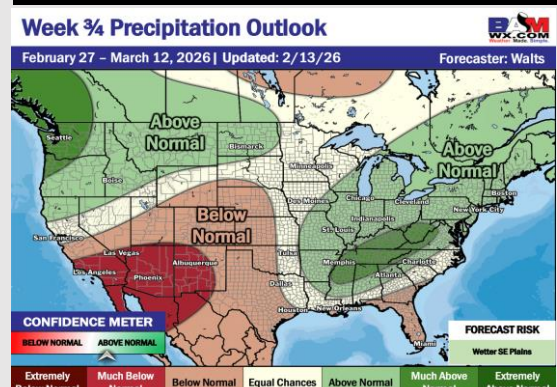 Week ¾ Precipitation Outlook
BAM
WX.COM
Weather Made Simple.
February 27 – March 12, 2026 | Updated: 2/13/26
Forecaster: Walts
Seattle
Above
Normal
Bismarck
Minneapolis
Above
Normal
Boise
Boston
Des Moines
Chicago
Cleveland
New York City
Below
Normal
Indianapolis
St. Louis
San Francisco
Las Vegas
Tulsa
Memphis
Charlotte
Los Angeles
Phoenix
Albuquerque
Atlanta
Dallas
Houston
New Orleans
Miami
CONFIDENCE METER
BELOW NORMAL
ABOVE NORMAL
FORECAST RISK
Wetter SE Plains
Extremely
Much Below
Below Normal
Equal Chances
Above Normal
Much Above
Extremely